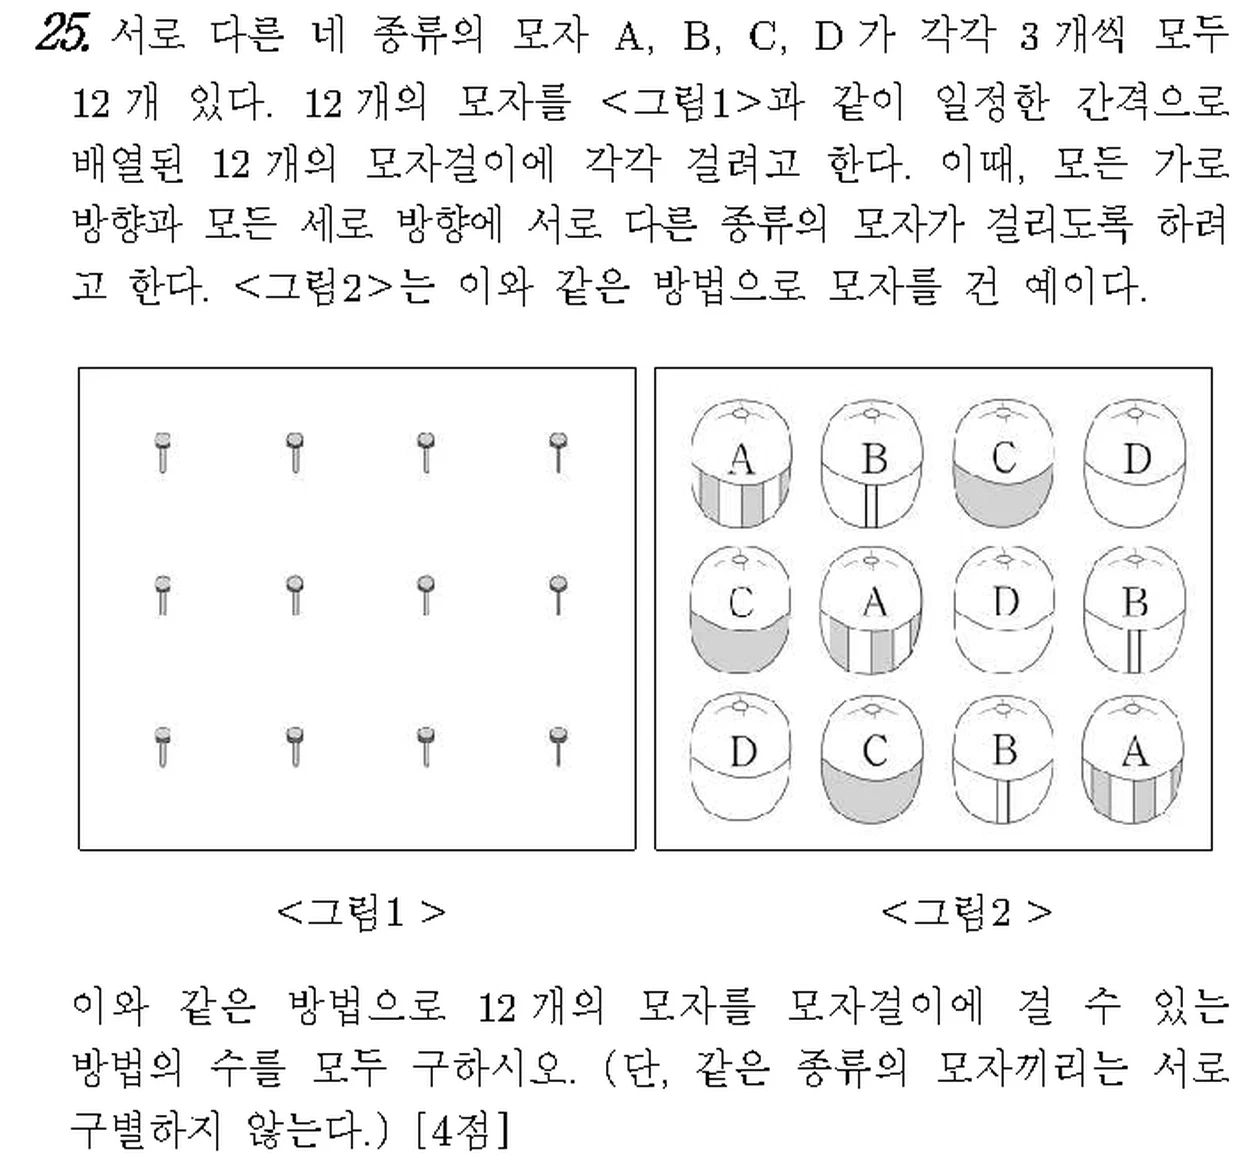 25. 서로 다른 네 종류의 모자 A, B, C, D가 각각 3개씩 모두
12개 있다. 12개의 모자를 <그림1>과 같이 일정한 간격으로
배열된 12개의 모자걸이에 각각 걸려고 한다. 이때, 모든 가로
방향과 모든 세로 방향에 서로 다른 종류의 모자가 걸리도록 하려
고 한다. <그림2>는 이와 같은 방법으로 모자를 건 예이다.
A B C D
C A D B
D C B A
<그림1 > <그림2 >
이와 같은 방법으로 12개의 모자를 모자걸이에 걸 수 있는
방법의 수를 모두 구하시오. (단, 같은 종류의 모자끼리는 서로
구별하지 않는다.) [4점]